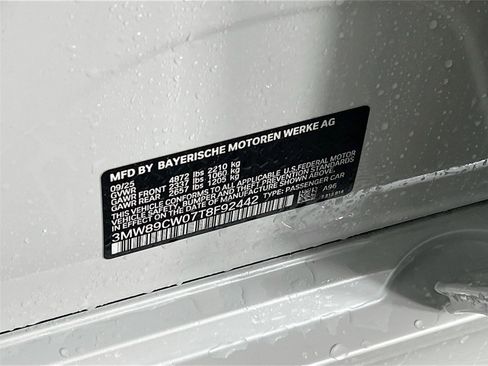 MFD BY BAYERISCHE MOTOREN WERKE AG
09/25 4872 lbs 2210 kg
GVWR FRONT 2337 lbs 1060 kg
GAWR REAR 2657 lbs 1205 kg
THIS VEHICLE CONFORMS TO ALL APPLICABLE U.S. FEDERAL MOTOR
VEHICLE SAFETY, BUMPER, AND THEFT PREVENTION STANDARDS
IN EFFECT ON THE DATE OF MANUFACTURE SHOWN ABOVE.
3MW89CW07T8F92442 TYPE: PASSENGER CAR
A96